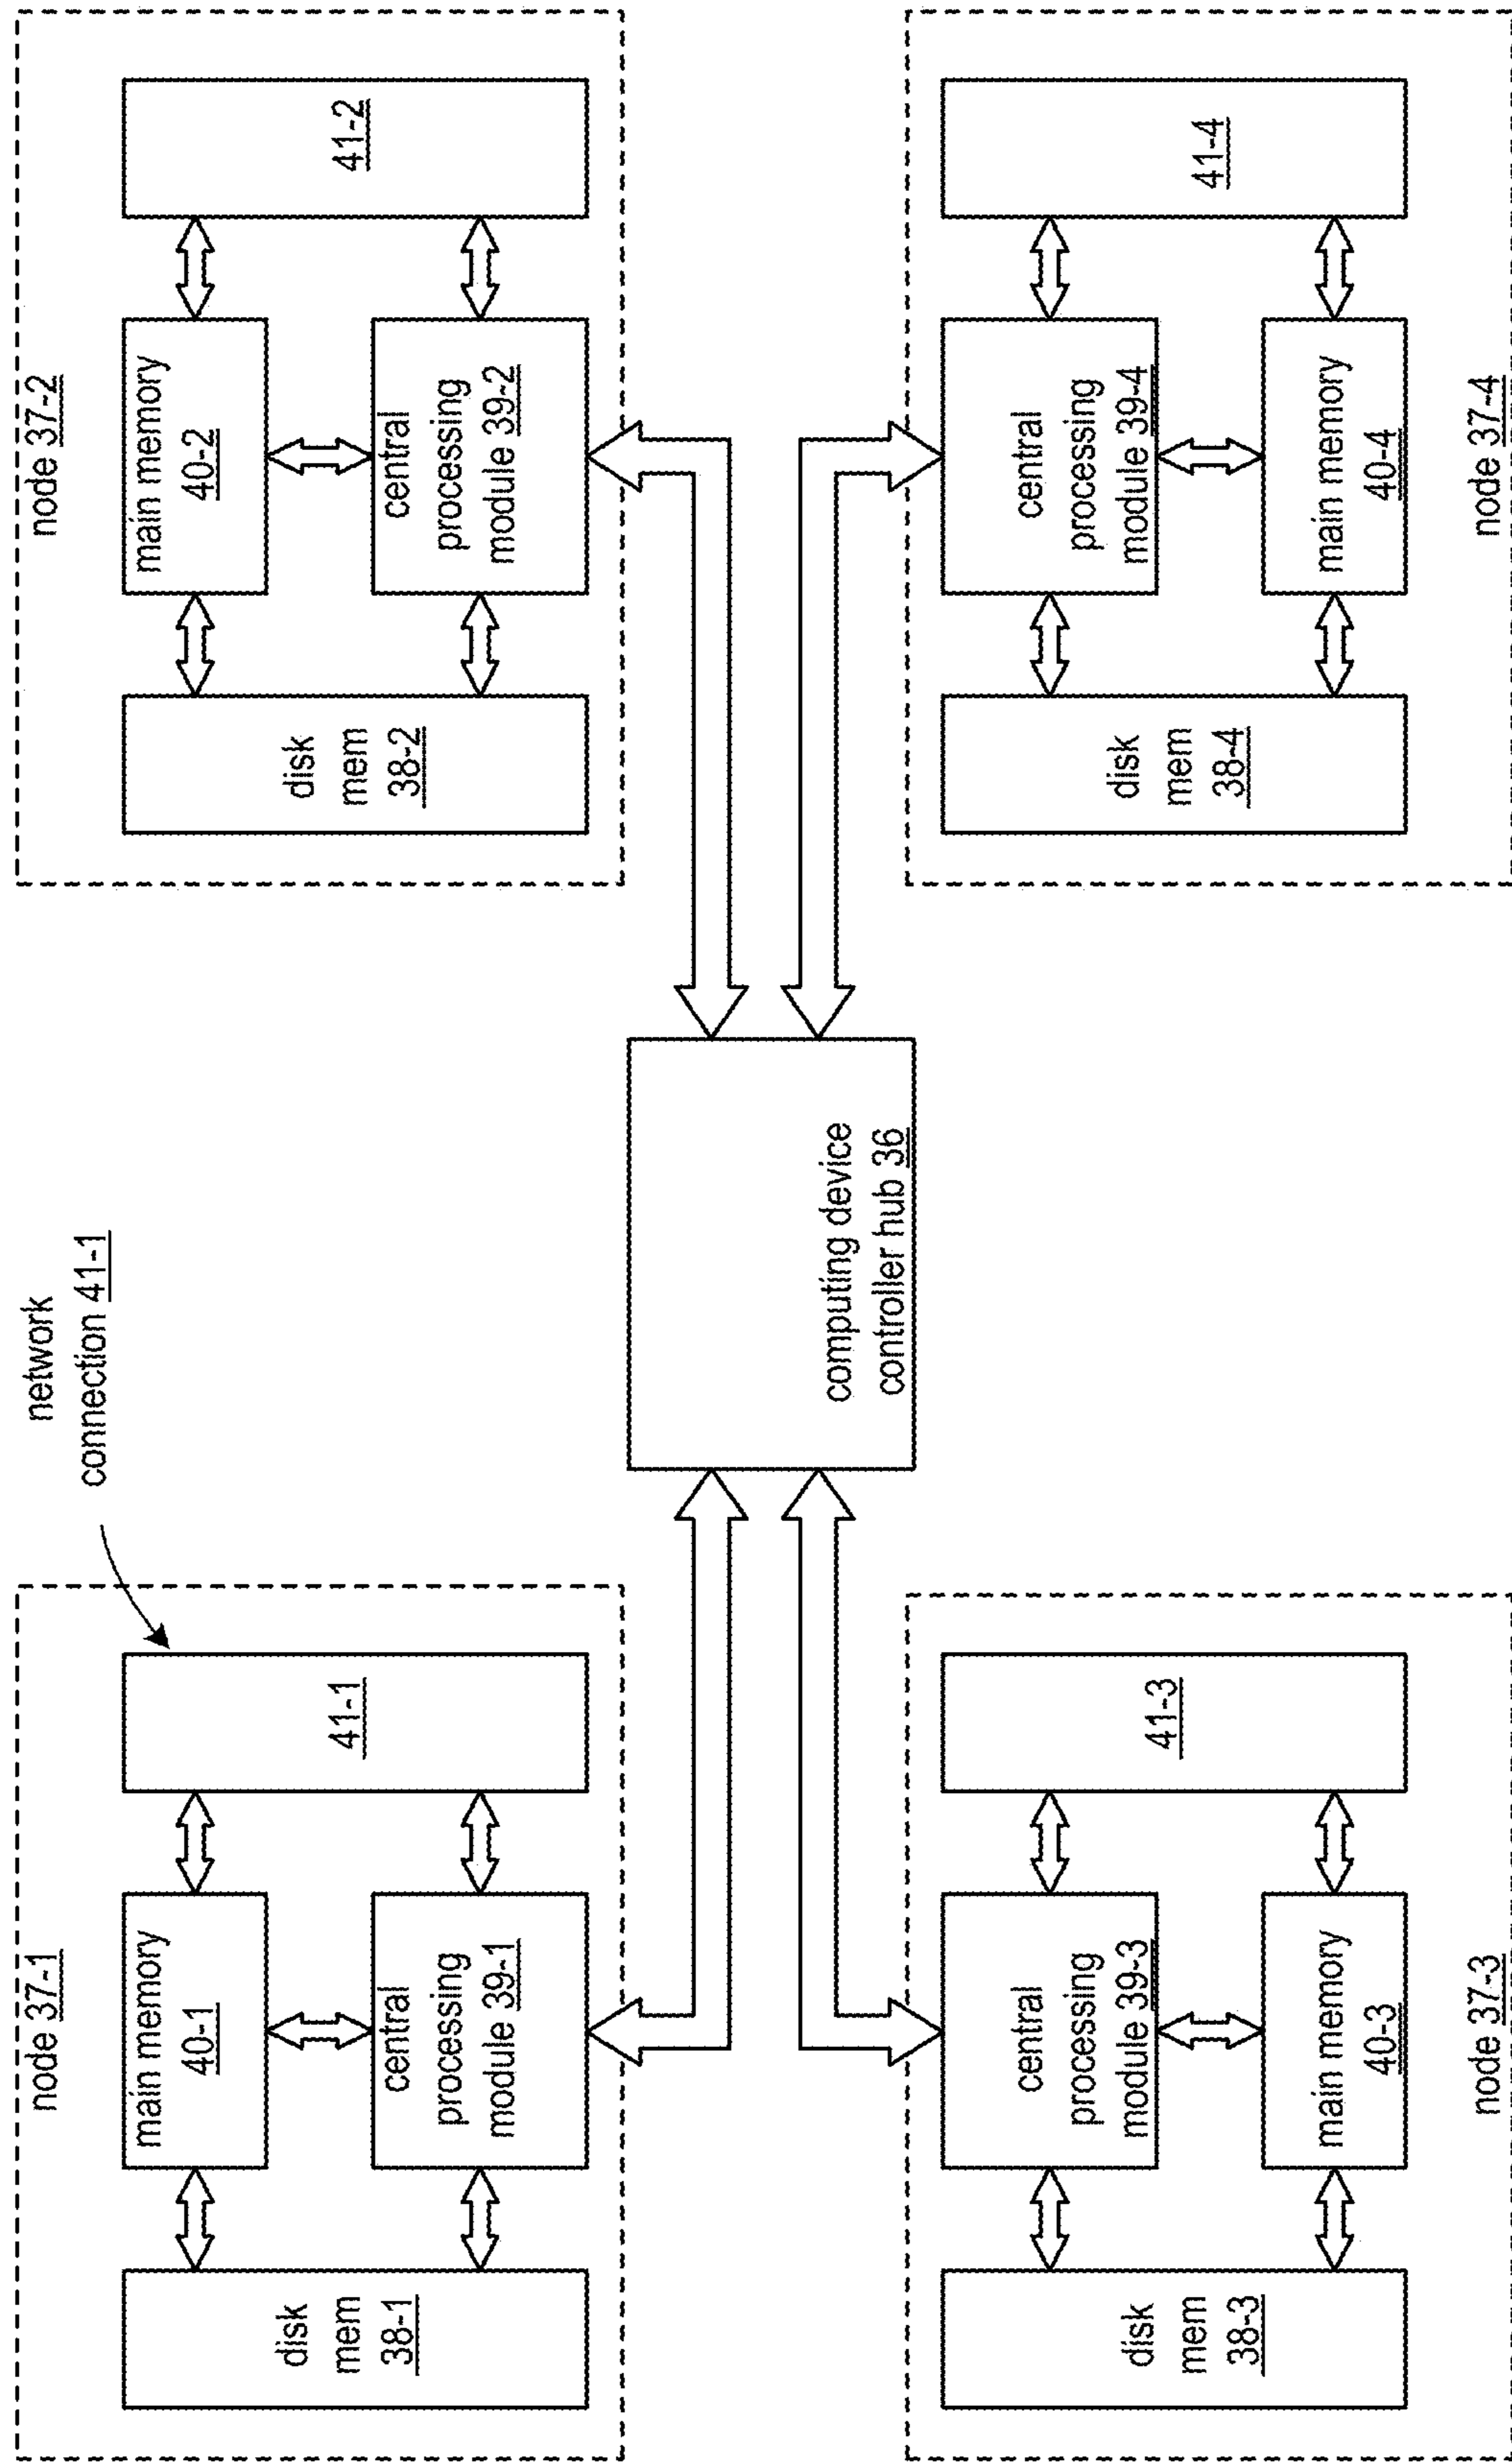 node 37-1
network
connection 41-1
node 37-2
main memory
40-1
disk
mem
38-1
central
processing
module 39-1
41-1
main memory
40-2
disk
mem
38-2
central
processing
module 39-2
41-2
computing device
controller hub 36
disk
mem
38-3
central
processing
module 39-3
main memory
40-3
41-3
node 37-3
disk
mem
38-4
central
processing
module 39-4
main memory
40-4
41-4
node 37-4